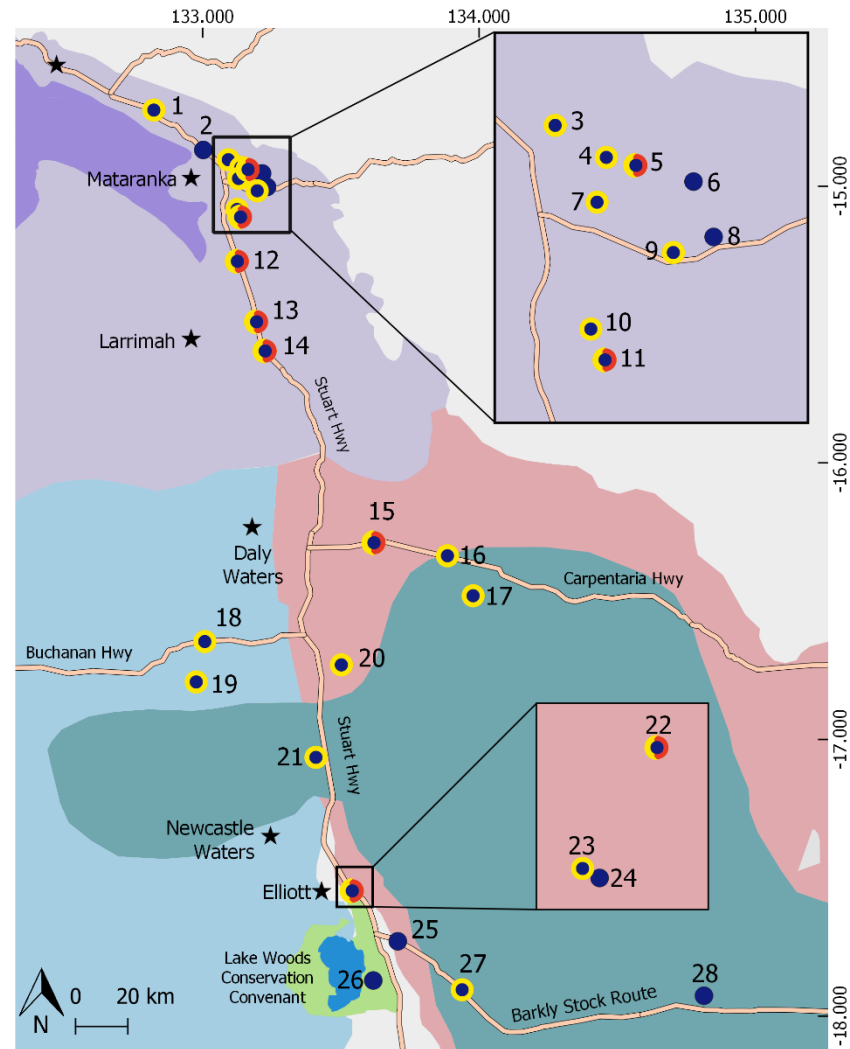 133.000
134.000
135.000
1
2
3
4
5
6
7
8
9
10
11
Mataranka
-15.000
12
13
Larrimah
14
Stuart Hwy
-16.000
15
Daly
Waters
16
Carpentaria Hwy
17
18
Buchanan Hwy
19
20
21
Stuart Hwy
-17.000
22
23
24
Newcastle
Waters
Elliott
25
Lake Woods
Conservation
Convenant
26
27
28
Barkly Stock Route
-18.000
N
0 20 km